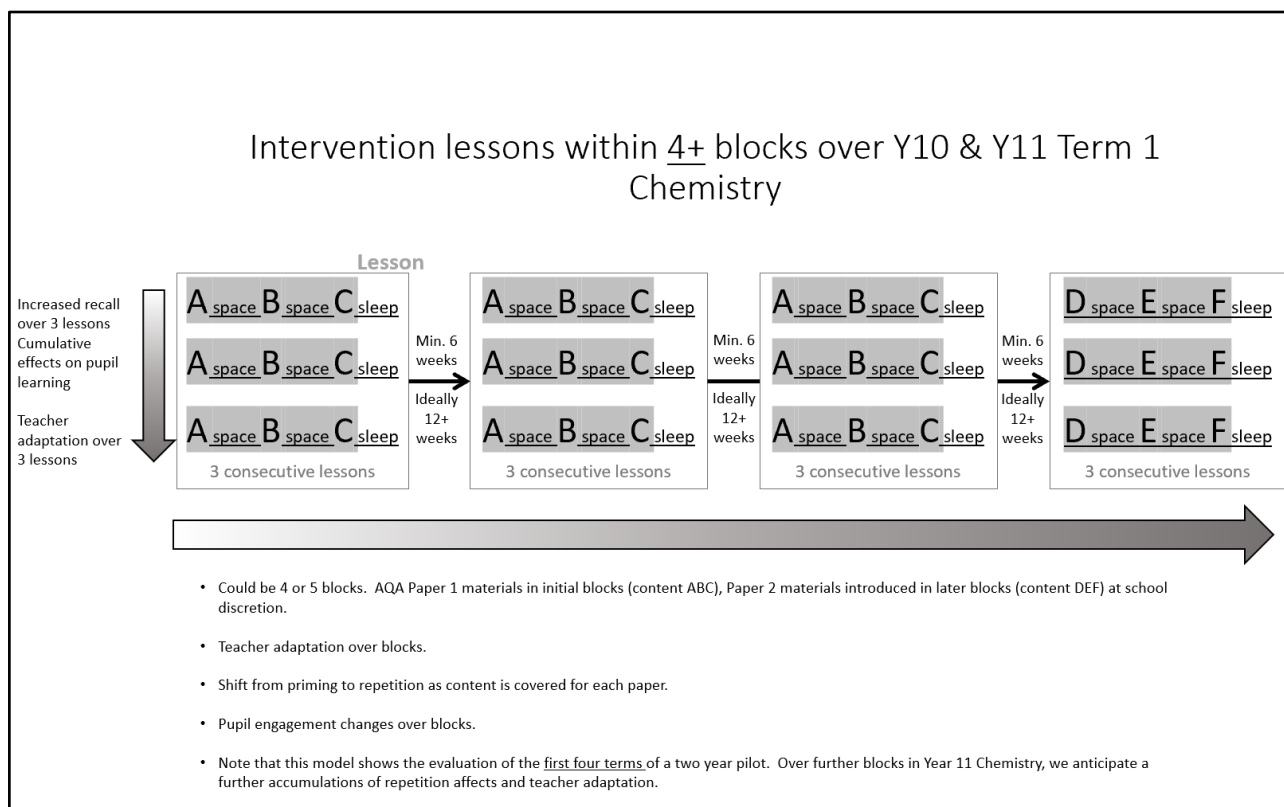 Intervention lessons within 4+ blocks over Y10 & Y11 Term 1
Chemistry
Lesson
Increased recall
over 3 lessons
Cumulative
effects on pupil
learning
Teacher
adaptation over
3 lessons
A space B space C sleep
A space B space C sleep
A space B space C sleep
3 consecutive lessons
Min. 6
weeks
Ideally
12+
weeks
A space B space C sleep
A space B space C sleep
A space B space C sleep
3 consecutive lessons
Min. 6
weeks
Ideally
12+
weeks
A space B space C sleep
A space B space C sleep
A space B space C sleep
3 consecutive lessons
Min. 6
weeks
Ideally
12+
weeks
D space E space F sleep
D space E space F sleep
D space E space F sleep
3 consecutive lessons
• Could be 4 or 5 blocks.  AQA Paper 1 materials in initial blocks (content ABC), Paper 2 materials introduced in later blocks (content DEF) at school
discretion.
• Teacher adaptation over blocks.
• Shift from priming to repetition as content is covered for each paper.
• Pupil engagement changes over blocks.
• Note that this model shows the evaluation of the first four terms of a two year pilot.  Over further blocks in Year 11 Chemistry, we anticipate a
further accumulations of repetition affects and teacher adaptation.